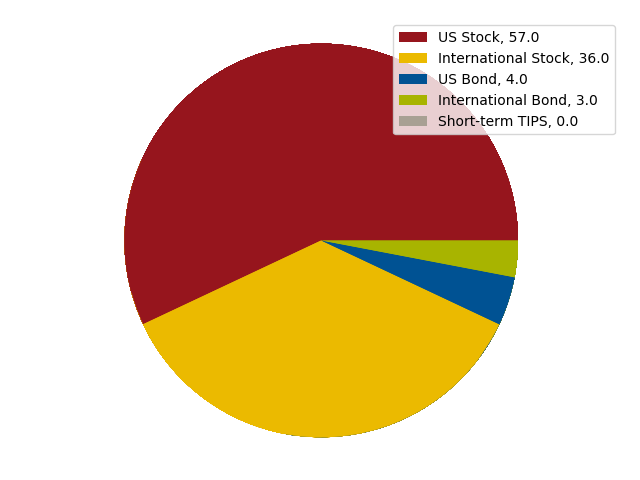 US Stock, 57.0
International Stock, 36.0
US Bond, 4.0
International Bond, 3.0
Short-term TIPS, 0.0